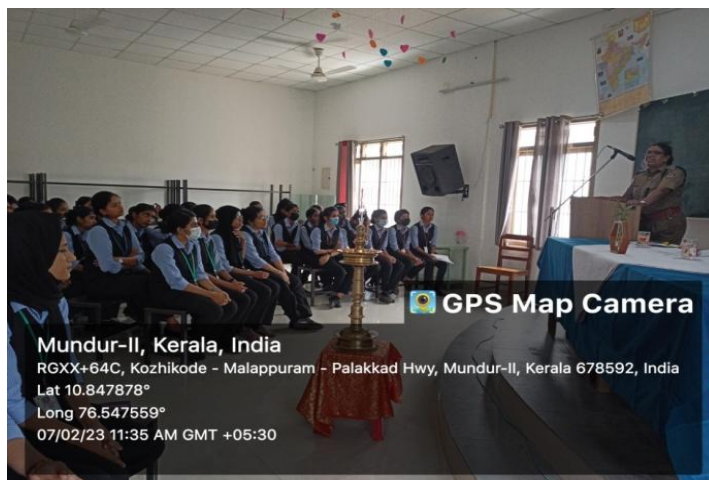 GPS Map Camera
Mundur-II, Kerala, India
RGXX+64C, Kozhikode - Malappuram - Palakkad Hwy, Mundur-II, Kerala 678592, India
Lat 10.847878°
Long 76.547559°
07/02/23 11:35 AM GMT +05:30